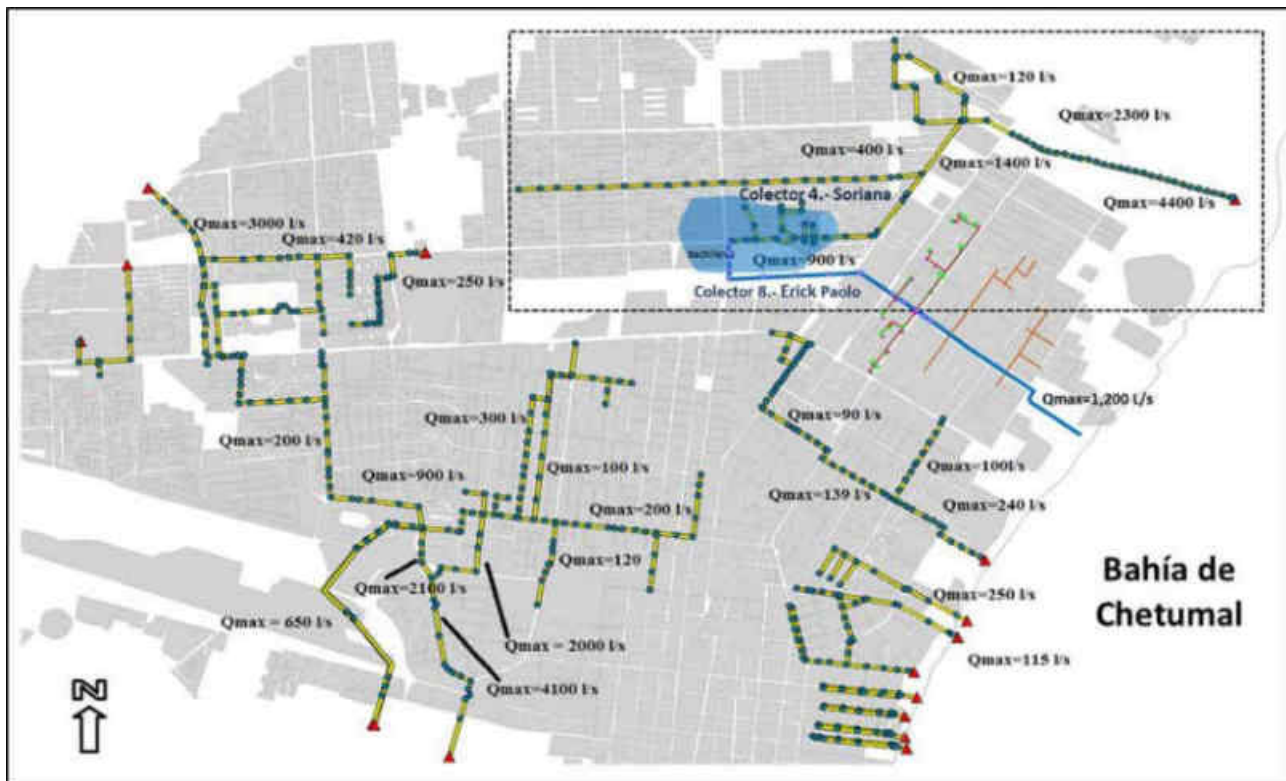 Qmax=120 l/s
Qmax=2300 l/s
Qmax=400 l/s
Qmax=1400 l/s
Colector 4.- Soriana
Qmax=4400 l/s
Qmax=3000 l/s
Qmax=420 l/s
Qmax=250 l/s
Qmax=900 l/s
Colector 8.- Erick Paolo
Qmax=1,200 L/s
Qmax=300 l/s
Qmax=90 l/s
Qmax=200 l/s
Qmax=100 l/s
Qmax=100l/s
Qmax=900 l/s
Qmax=139 l/s
Qmax=240 l/s
Qmax=200 l/s
Qmax=120
Qmax=2100 l/s
Bahía de
Chetumal
Qmax=250 l/s
Qmax = 650 l/s
Qmax = 2000 l/s
Qmax=115 l/s
Qmax=4100 l/s
N